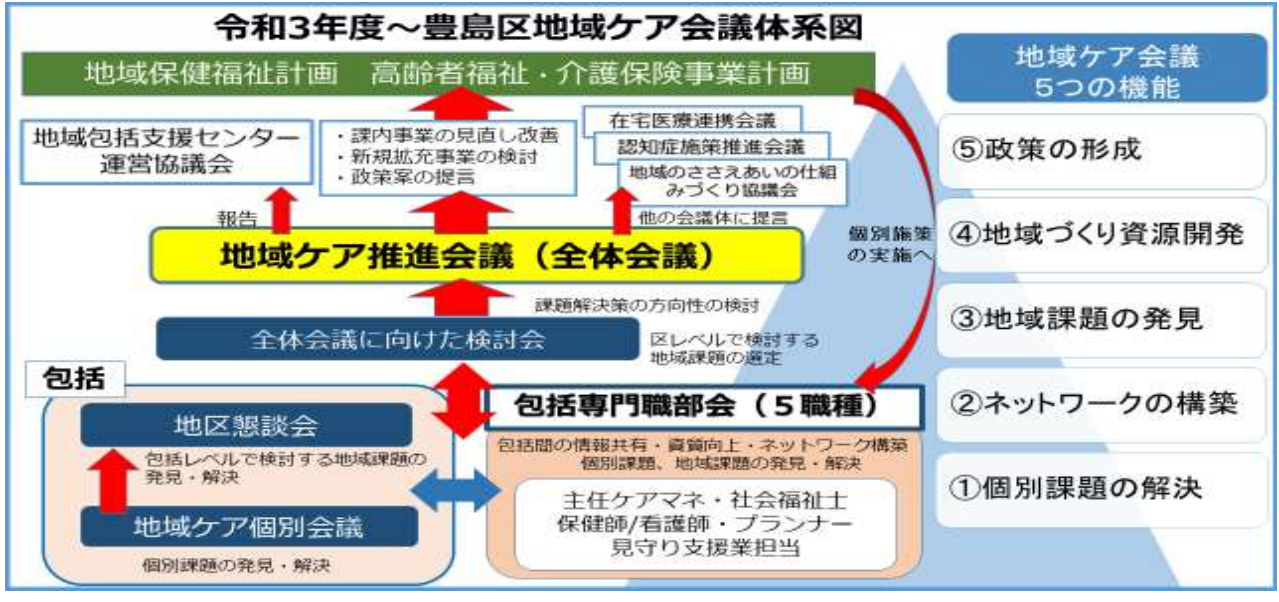 令和3年度～豊島区地域ケア会議体系図
地域保健福祉計画　高齢者福祉・介護保険事業計画
地域包括支援センター
運営協議会
・課内事業の見直し改善
・新規拡充事業の検討
・政策案の提言
在宅医療連携会議
認知症施策推進会議
地域のささえあいの仕組
みづくり協議会
報告
他の会議体に提言
地域ケア推進会議（全体会議）
個別施策
の実施へ
課題解決策の方向性の検討
全体会議に向けた検討会
区レベルで検討する
地域課題の選定
包括
地区懇談会
包括レベルで検討する地域課題の
発見・解決
地域ケア個別会議
個別課題の発見・解決
包括専門職部会（５職種）
包括間の情報共有・資質向上・ネットワーク構築
個別課題、地域課題の発見・解決
主任ケアマネ・社会福祉士
保健師/看護師・プランナー
見守り支援業担当
地域ケア会議
５つの機能
⑤政策の形成
④地域づくり資源開発
③地域課題の発見
②ネットワークの構築
①個別課題の解決